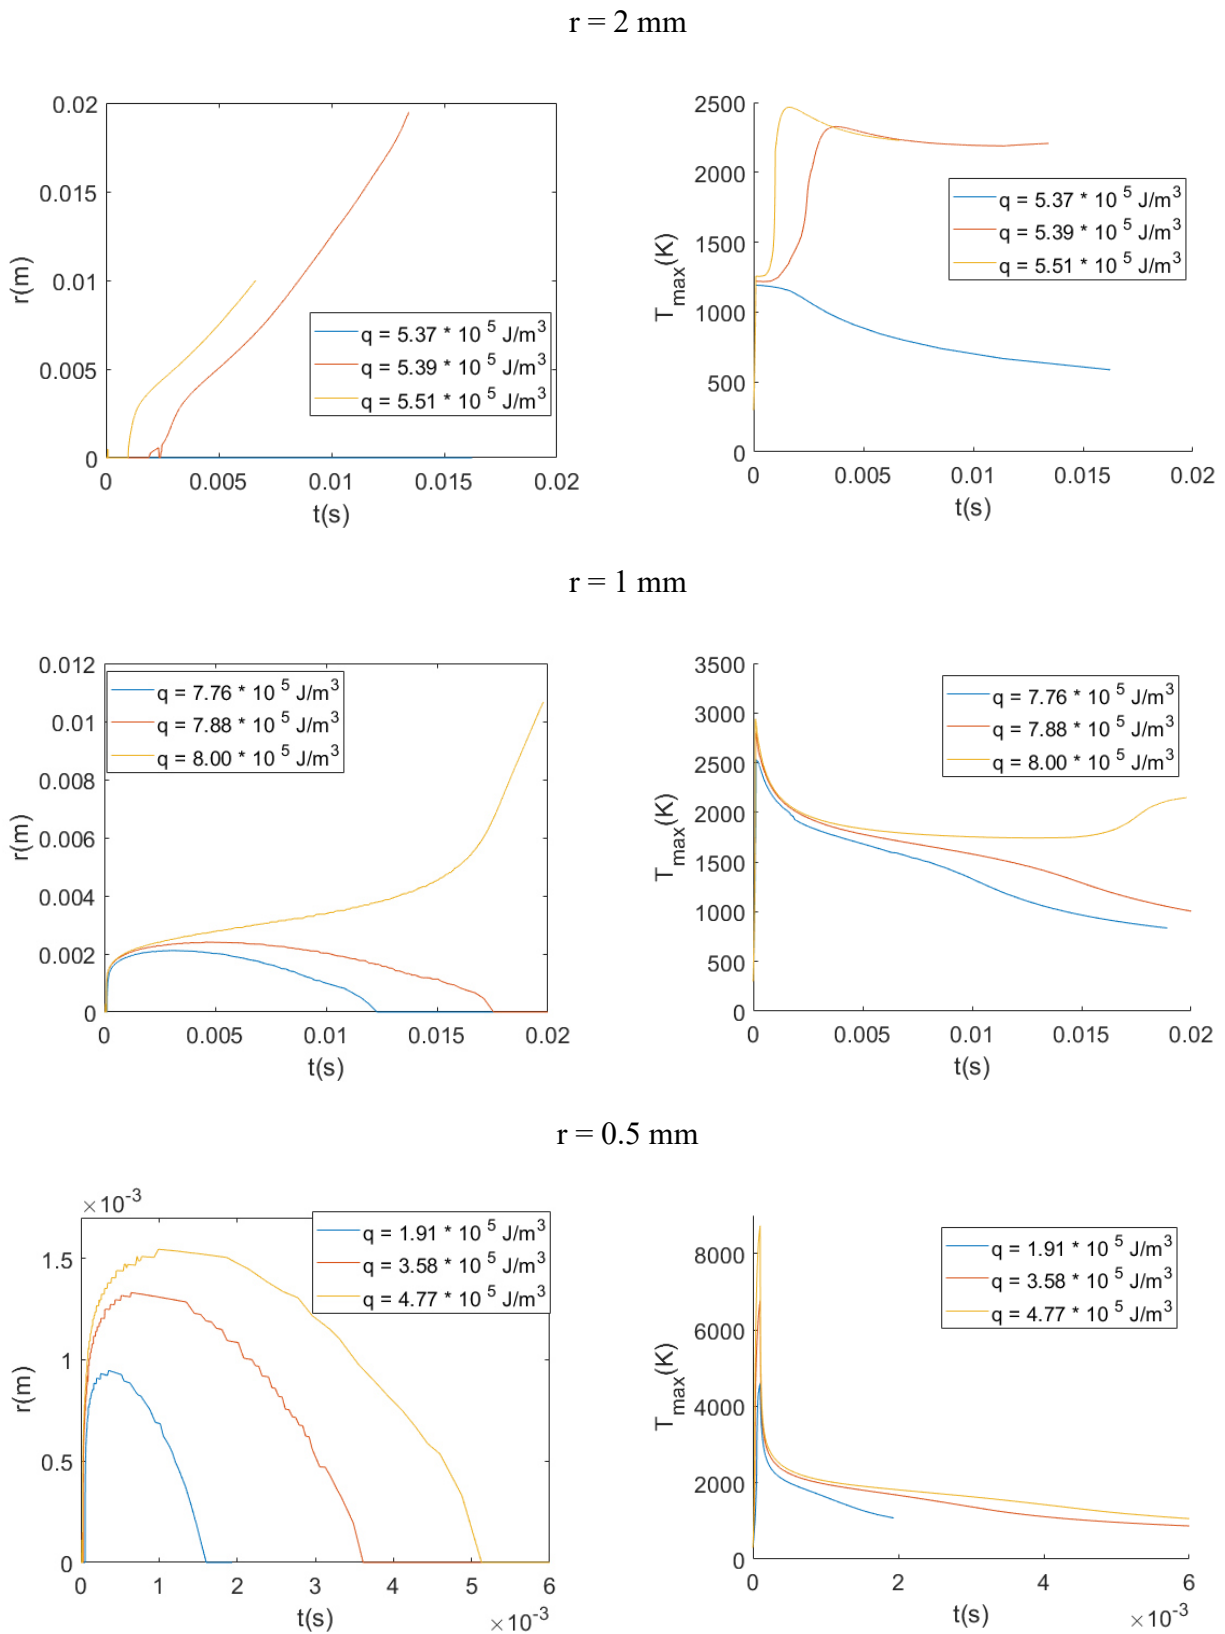 r = 2 mm
0.02
0.015
0.01
0.005
0
r(m)
q = 5.37 * 10 5 J/m3
q = 5.39 * 10 5 J/m3
q = 5.51 * 10 5 J/m3
0 0.005 0.01 0.015 0.02
t(s)
2500
2000
1500
1000
500
0
Tmax(K)
q = 5.37 * 10 5 J/m3
q = 5.39 * 10 5 J/m3
q = 5.51 * 10 5 J/m3
0 0.005 0.01 0.015 0.02
t(s)
r = 1 mm
0.012
0.01
0.008
0.006
0.004
0.002
0
r(m)
q = 7.76 * 10 5 J/m3
q = 7.88 * 10 5 J/m3
q = 8.00 * 10 5 J/m3
0 0.005 0.01 0.015 0.02
t(s)
3500
3000
2500
2000
1500
1000
500
0
Tmax(K)
q = 7.76 * 10 5 J/m3
q = 7.88 * 10 5 J/m3
q = 8.00 * 10 5 J/m3
0 0.005 0.01 0.015 0.02
t(s)
r = 0.5 mm
×10-3
1.5
1
0.5
0
r(m)
q = 1.91 * 10 5 J/m3
q = 3.58 * 10 5 J/m3
q = 4.77 * 10 5 J/m3
0 1 2 3 4 5 6
t(s)
×10-3
8000
6000
4000
2000
0
Tmax(K)
q = 1.91 * 10 5 J/m3
q = 3.58 * 10 5 J/m3
q = 4.77 * 10 5 J/m3
0 2 4 6
t(s)
×10-3